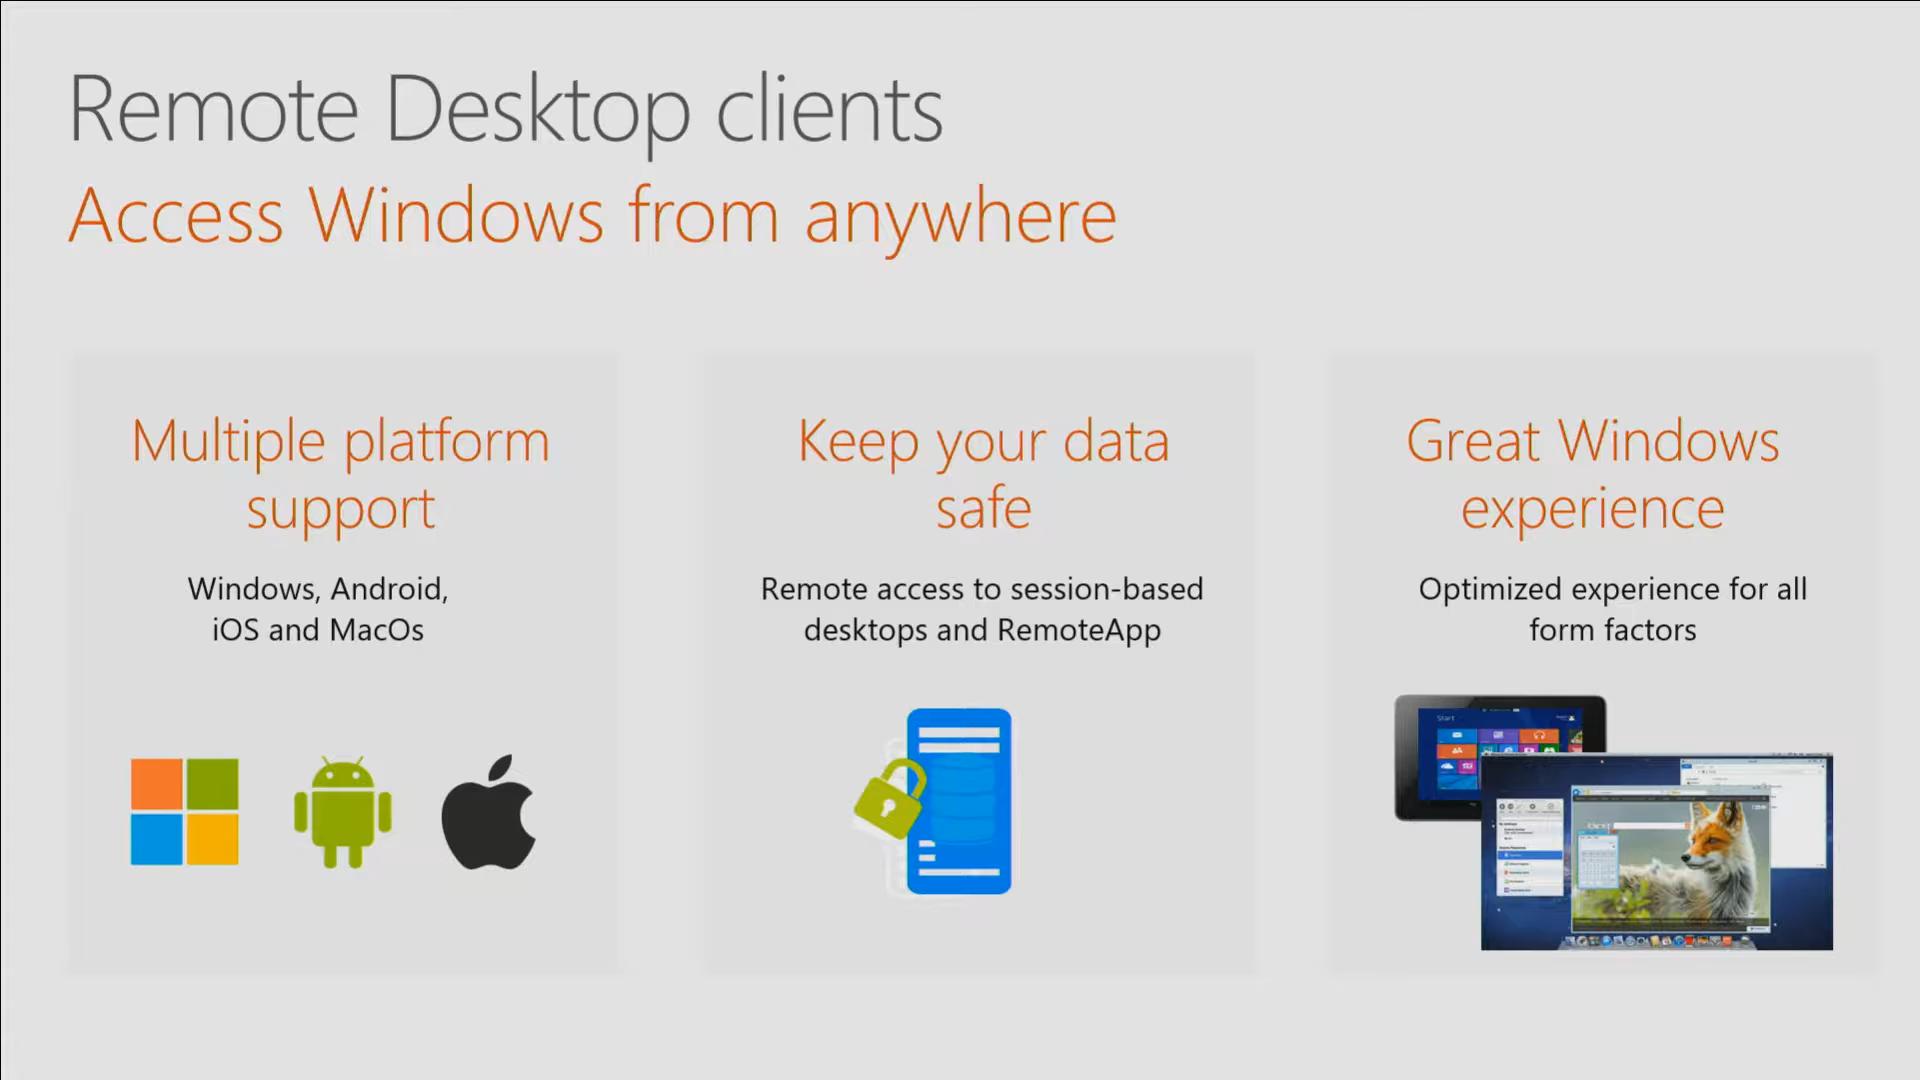 Remote Desktop clients
Access Windows from anywhere
Multiple platform
support
Windows, Android,
iOS and MacOs
Keep your data
safe
Remote access to session-based
desktops and RemoteApp
Great Windows
experience
Optimized experience for all
form factors
Start